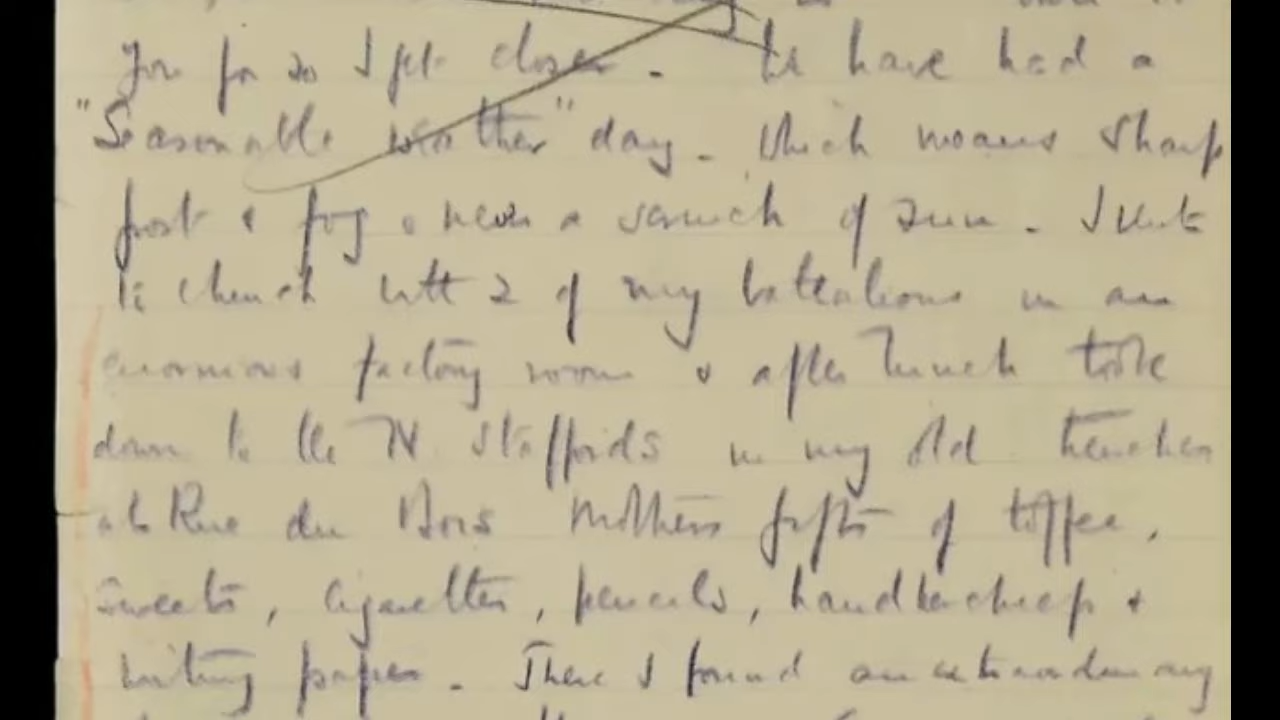 you for so I get closer. We have had a
"Seasonable weather" day. Which means sharp
frost & fog & never a scrunch of sun. I went
to church with 2 of my battalions in an
enormous factory room & after lunch took
down to the N Staffords in my old trenches
at Rue du Bois Mothers gifts of toffee,
sweets, cigarettes, pencils, handkerchiefs &
writing paper. There I found an extraordinary